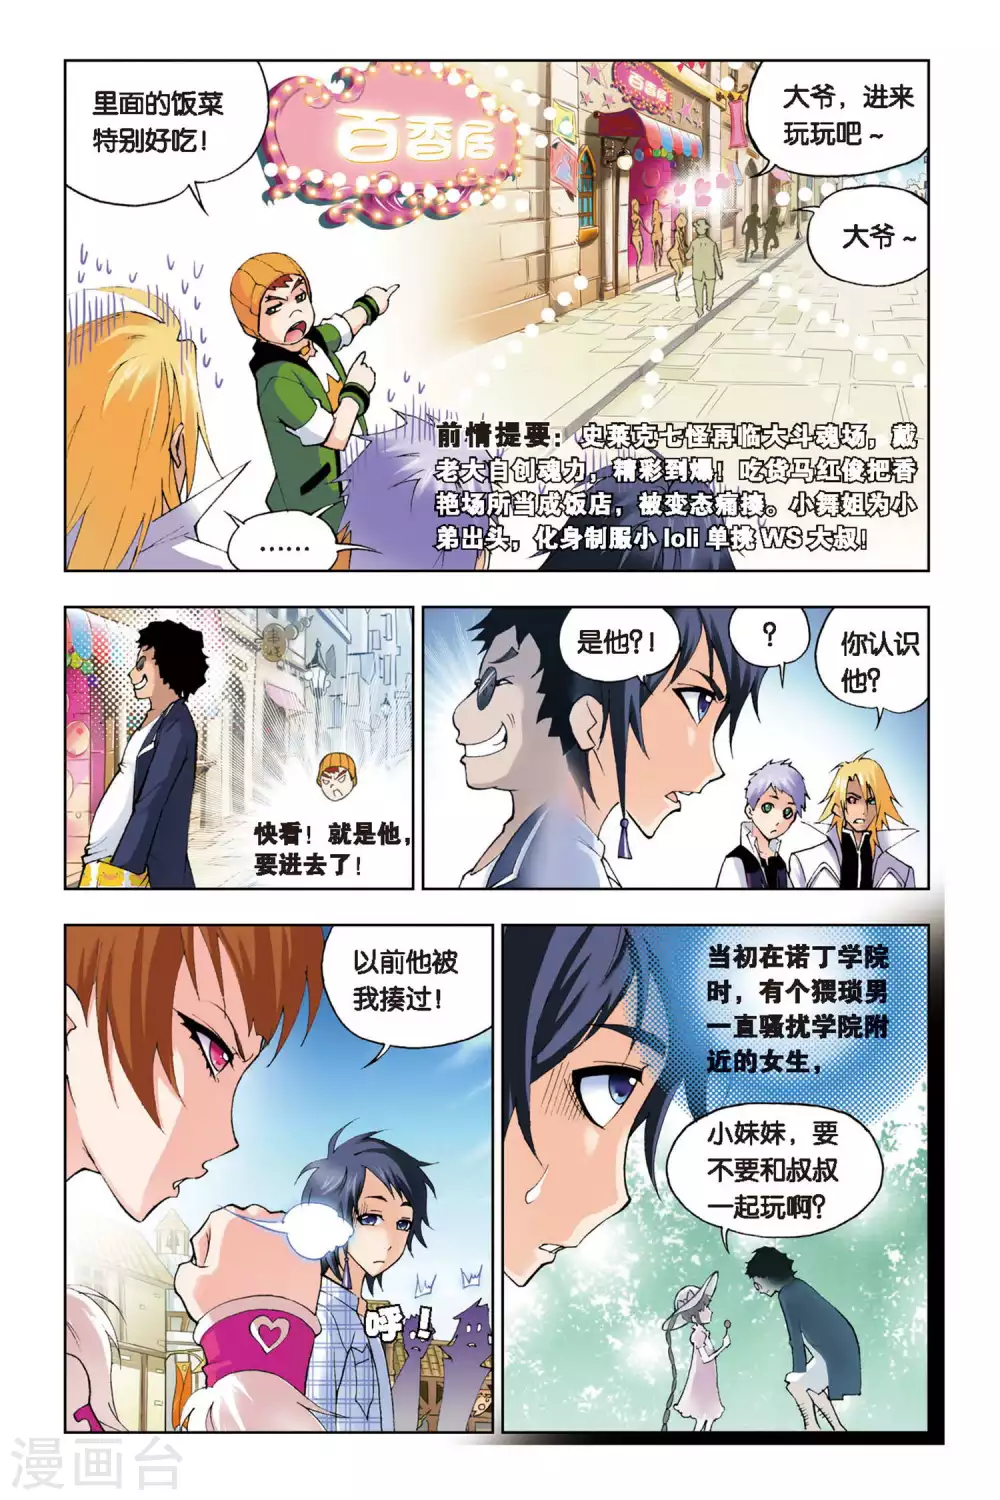 里面的饭菜
特别好吃！
百香居
百香居
大爷，进来
玩玩吧～
大爷～
……
前情提要：史莱克七怪再临大斗魂场，戴
老大自创魂力，精彩到爆！吃货马红俊把香
艳场所当成饭店，被变态痛揍。小舞姐为小
弟出头，化身制服小loli单挑WS大叔！
快看！就是他，
要进去了！
是他？！
？
你认识
他？
以前他被
我揍过！
呼！
当初在诺丁学院
时，有个猥琐男
一直骚扰学院附
近的女生，
小妹妹，要
不要和叔叔
一起玩啊？
漫画台